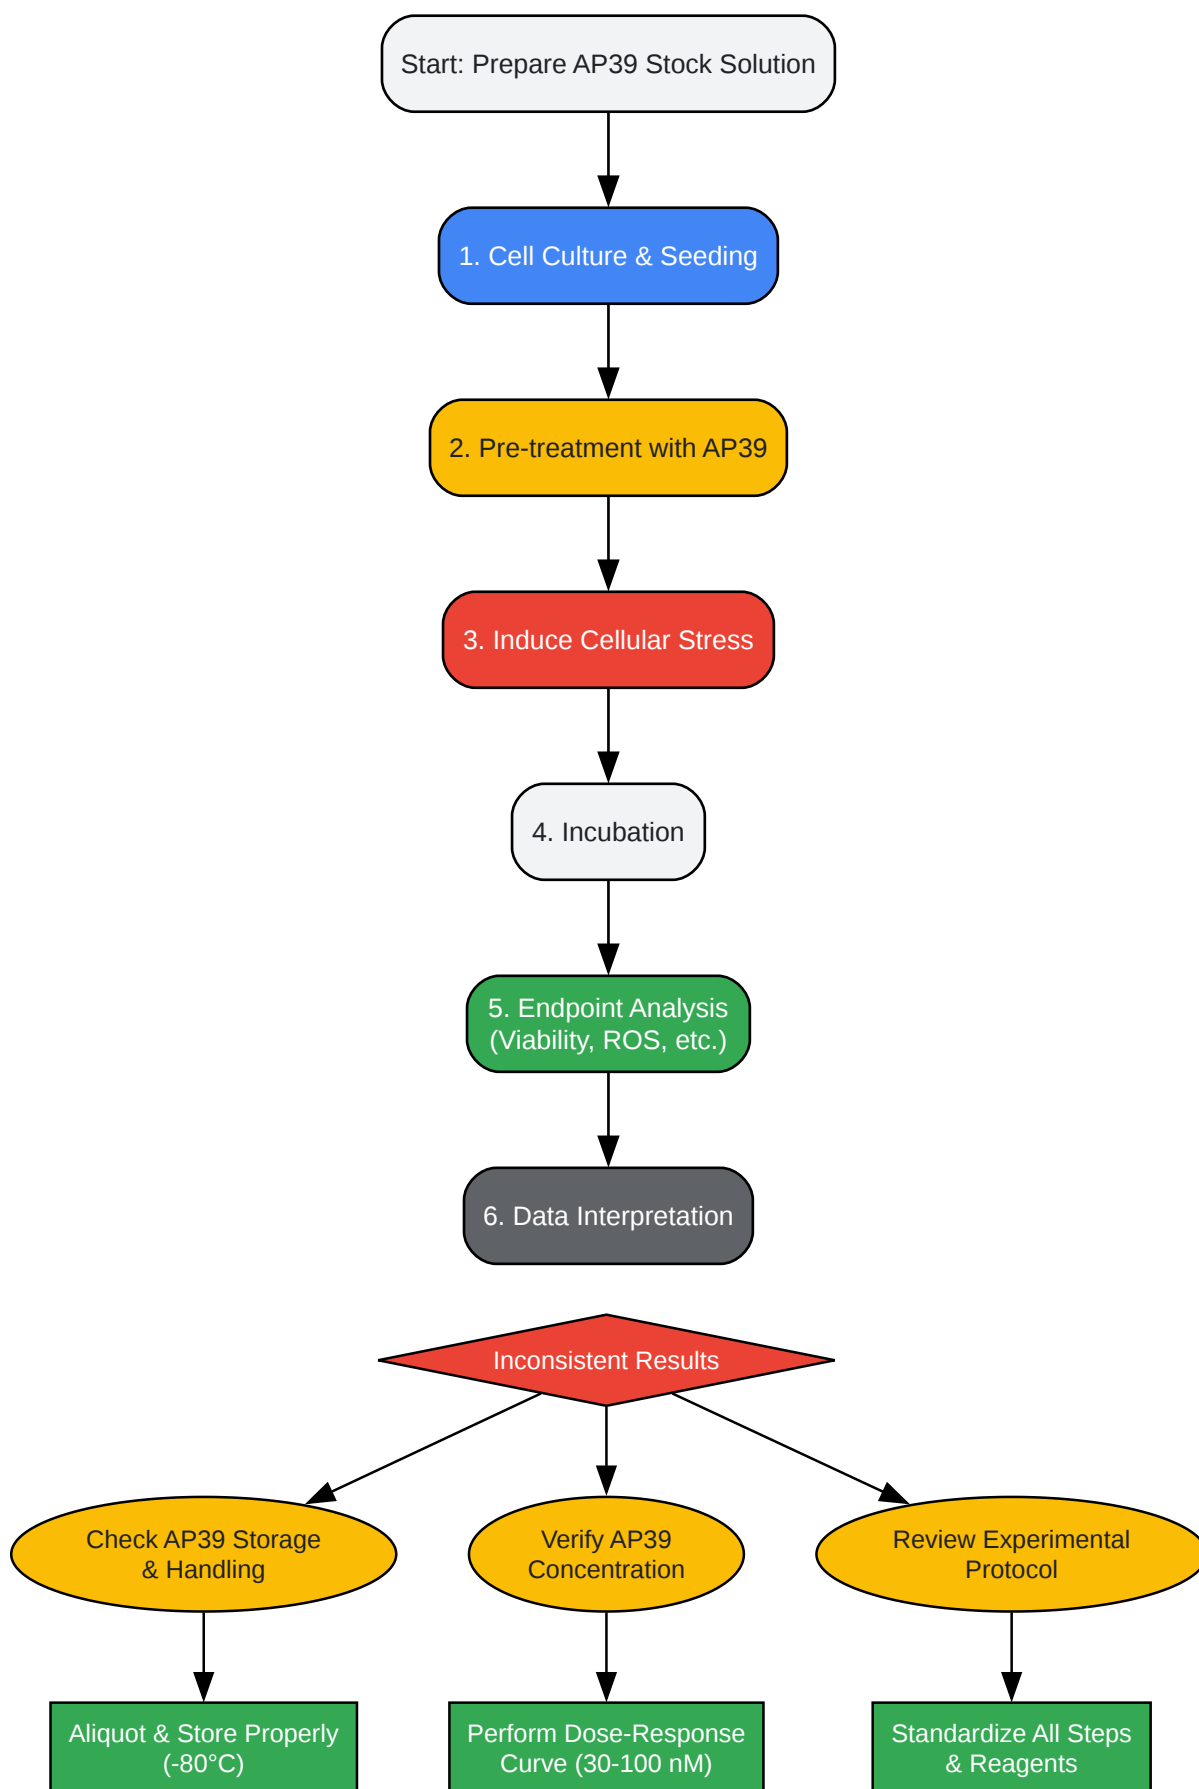 Start: Prepare AP39 Stock Solution
1. Cell Culture & Seeding
2. Pre-treatment with AP39
3. Induce Cellular Stress
4. Incubation
5. Endpoint Analysis
(Viability, ROS, etc.)
6. Data Interpretation
Inconsistent Results
Check AP39 Storage
& Handling
Verify AP39
Concentration
Review Experimental
Protocol
Aliquot & Store Properly
(-80°C)
Perform Dose-Response
Curve (30-100 nM)
Standardize All Steps
& Reagents